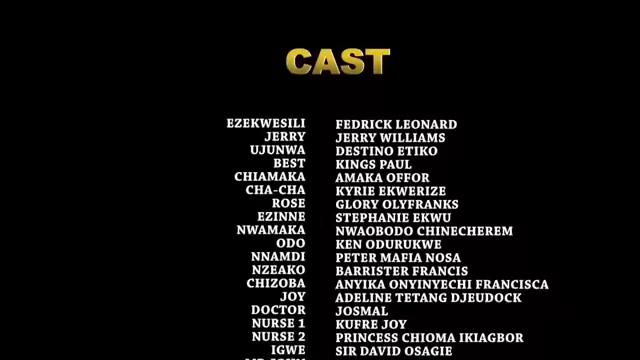 CAST
EZEKWESILI FEDRICK LEONARD
JERRY JERRY WILLIAMS
UJUNWA DESTINO ETIKO
BEST KINGS PAUL
CHIAMAKA AMAKA OFFOR
CHA-CHA KYRIE EKWERIZE
ROSE GLORY OLYFRANKS
EZINNE STEPHANIE EKWU
NWAMAKA NWAOBODO CHINECHEREM
ODO KEN ODURUKWE
NNAMDI PETER MAFIA NOSA
NZEAKO BARRISTER FRANCIS
CHIZOBA ANYIKA ONYINYECHI FRANCISCA
JOY ADELINE TETANG DJEUDOCK
DOCTOR JOSMAL
NURSE 1 KUFRE JOY
NURSE 2 PRINCESS CHIOMA IKIAGBOR
IGWE SIR DAVID OSAGIE